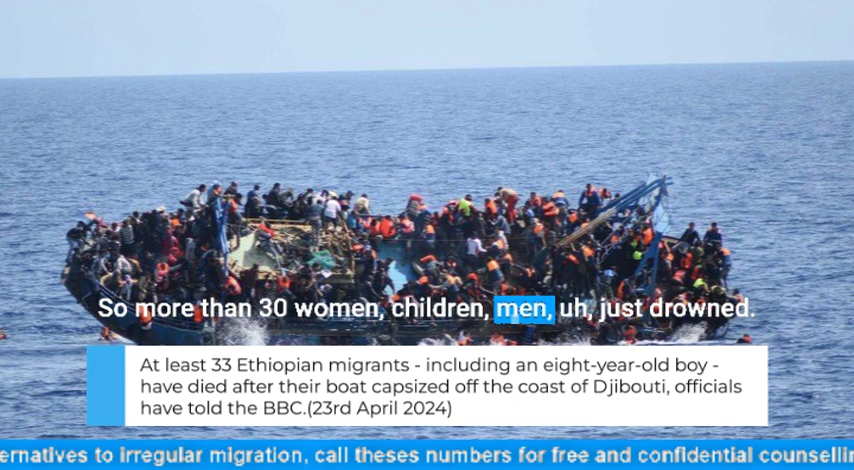 So more than 30 women, children, men, uh, just drowned.
At least 33 Ethiopian migrants - including an eight-year-old boy -
have died after their boat capsized off the coast of Djibouti, officials
have told the BBC.(23rd April 2024)
ernatives to irregular migration, call theses numbers for free and confidential counsellin